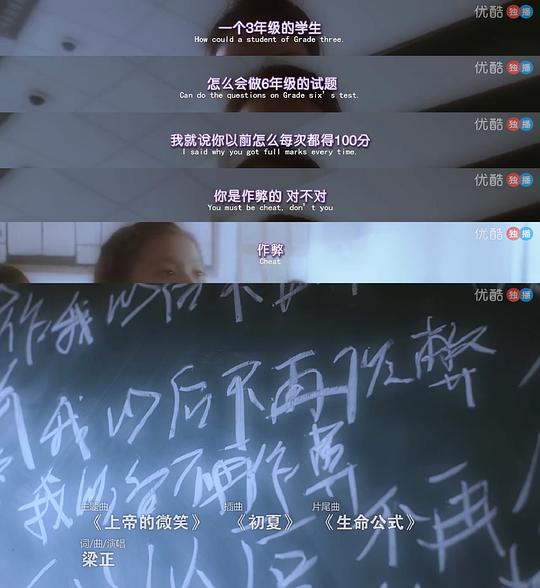 优酷 独播
一个3年级的学生
How could a student of Grade three.
优酷 独播
怎么会做6年级的试题
Can do the questions on Grade six's test.
优酷 独播
我就说你以前怎么每次都得100分
I said why you got full marks every time.
优酷 独播
你是作弊的 对不对
You must be cheat, don't you
优酷 独播
作弊
Cheat
优酷 独播
作我以后不
我以后不再作弊
我以后不再作弊
不再
主题曲 插曲 片尾曲
《上帝的微笑》 《初夏》 《生命公式》
词/曲/演唱
梁正
以后